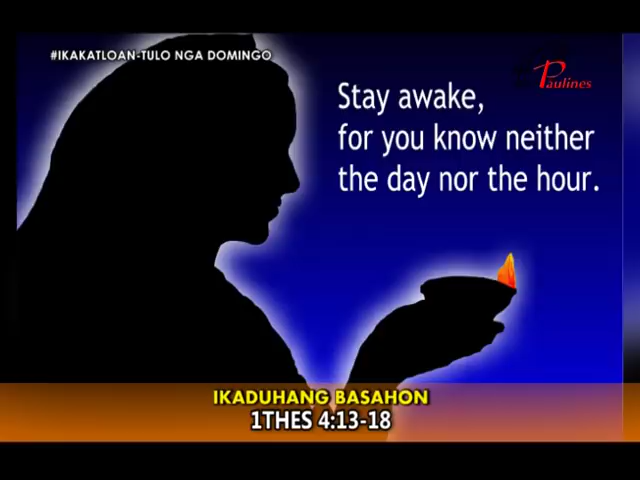 #IKAKATLOAN-TULO NGA DOMINGO
Paulines
Stay awake,
for you know neither
the day nor the hour.
IKADUHANG BASAHON
1THES 4:13-18